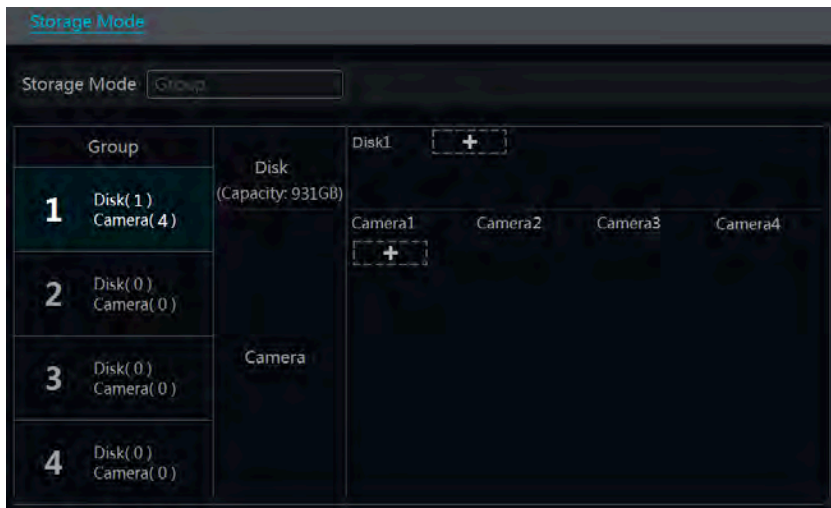 Storage Mode
Storage Mode Group
Group
1 Disk( 1 )
Camera( 4 )
2 Disk( 0 )
Camera( 0 )
3 Disk( 0 )
Camera( 0 )
4 Disk( 0 )
Camera( 0 )
Disk
(Capacity: 931GB)
Camera
Disk1 +
Camera1 Camera2 Camera3 Camera4
+